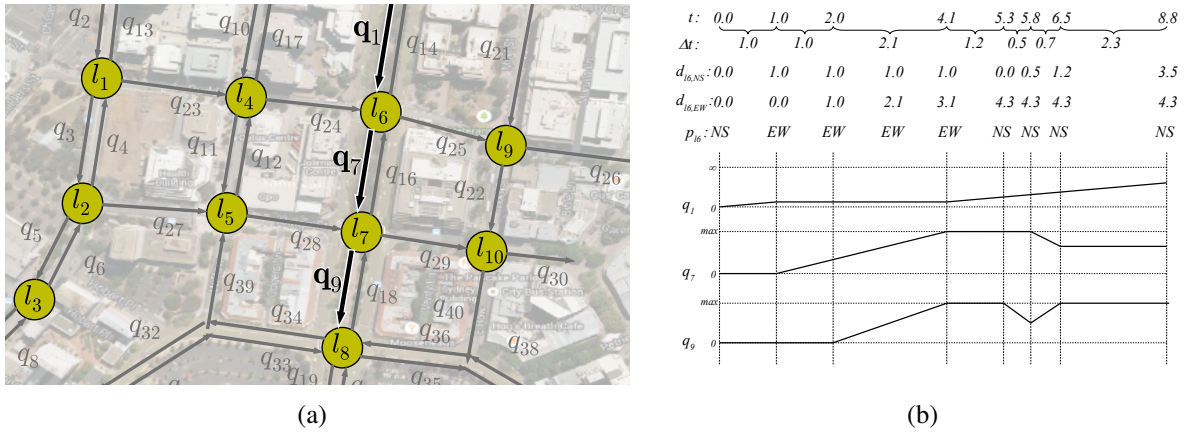 q2
q13
q10
q17
q1
q14
q21
l1
l4
l6
l9
q23
q24
q25
q3
q4
q11
q12
q7
q16
q22
q26
l2
l5
l7
l10
q27
q28
q29
q30
q5
q6
q39
q9
q18
q40
l3
l8
q34
q36
q32
q33
q19
q35
q38
q8
(a)
t: 0.0 1.0 2.0 4.1 5.3 5.8 6.5 8.8
Δt: 1.0 1.0 2.1 1.2 0.5 0.7 2.3
d l6,NS : 0.0 1.0 1.0 1.0 1.0 0.0 0.5 1.2 3.5
d l6,EW : 0.0 0.0 1.0 2.1 3.1 4.3 4.3 4.3 4.3
p l6 : NS EW EW EW EW NS NS NS NS
∞
q1
0
max
q7
0
max
q9
0
(b)